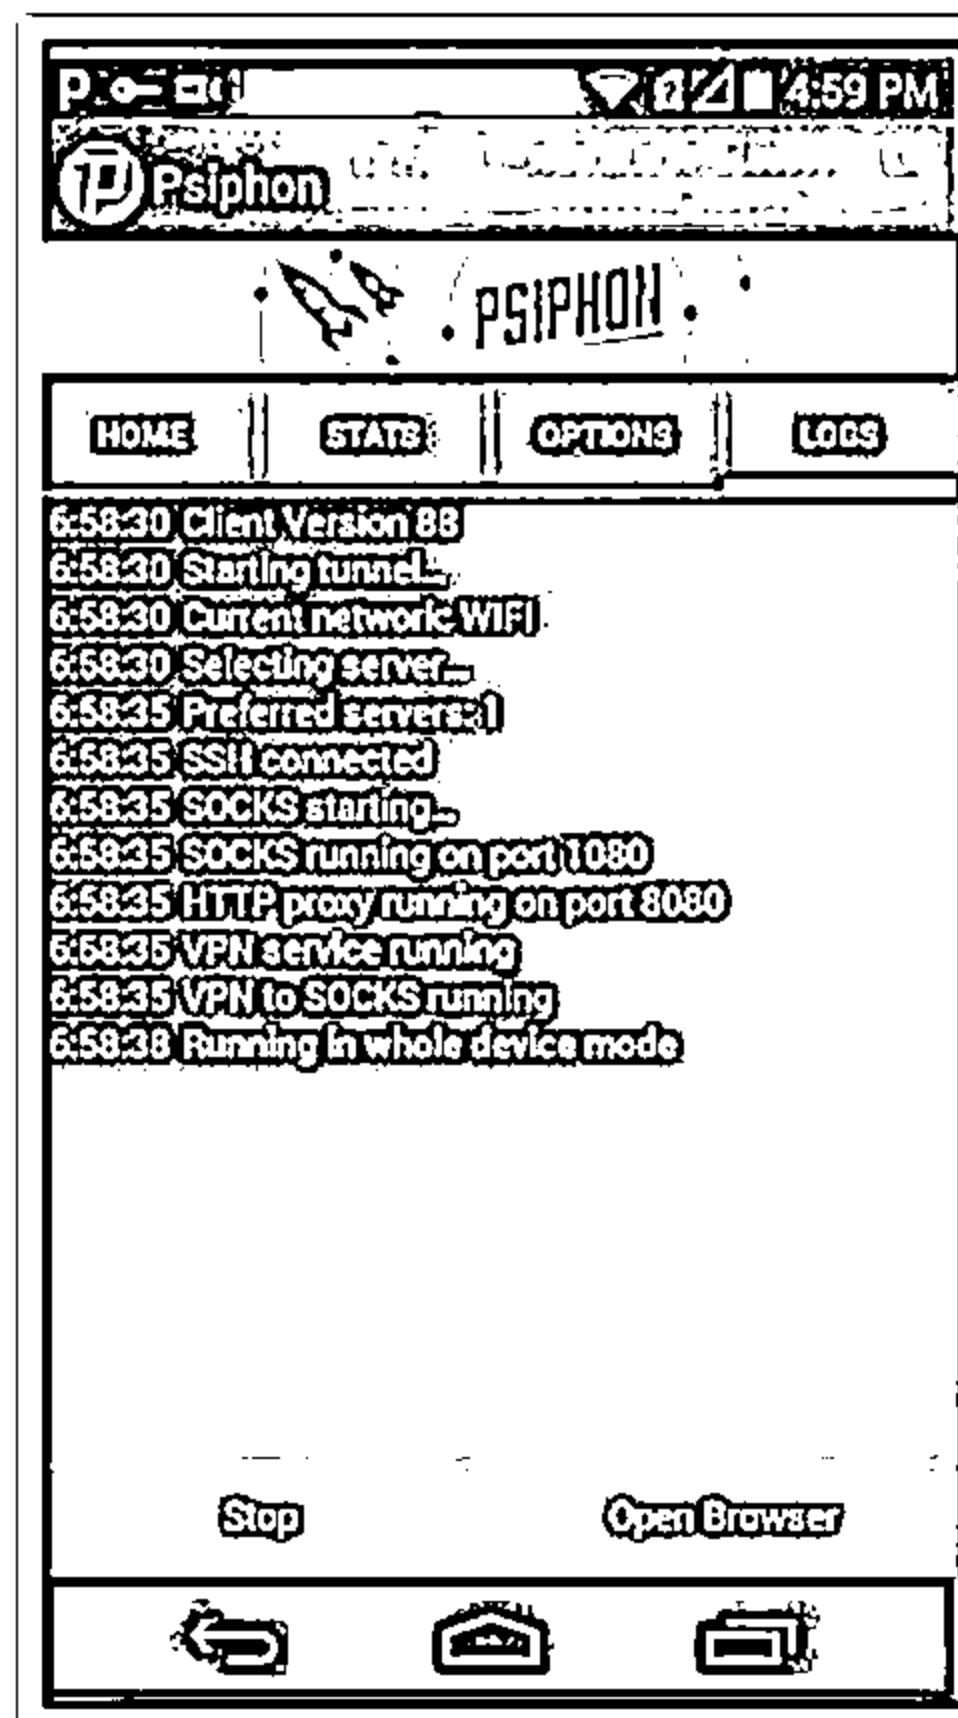 4:59 PM
Psiphon
PSIPHON
HOME STATS OPTIONS LOGS
6:58:30 Client Version 88
6:58:30 Starting tunnel...
6:58:30 Current network: WIFI
6:58:30 Selecting server...
6:58:35 Preferred servers: 1
6:58:35 SSH connected
6:58:35 SOCKS starting...
6:58:35 SOCKS running on port 1080
6:58:35 HTTP proxy running on port 8080
6:58:35 VPN service running
6:58:35 VPN to SOCKS running
6:58:38 Running in whole device mode
Stop Open Browser